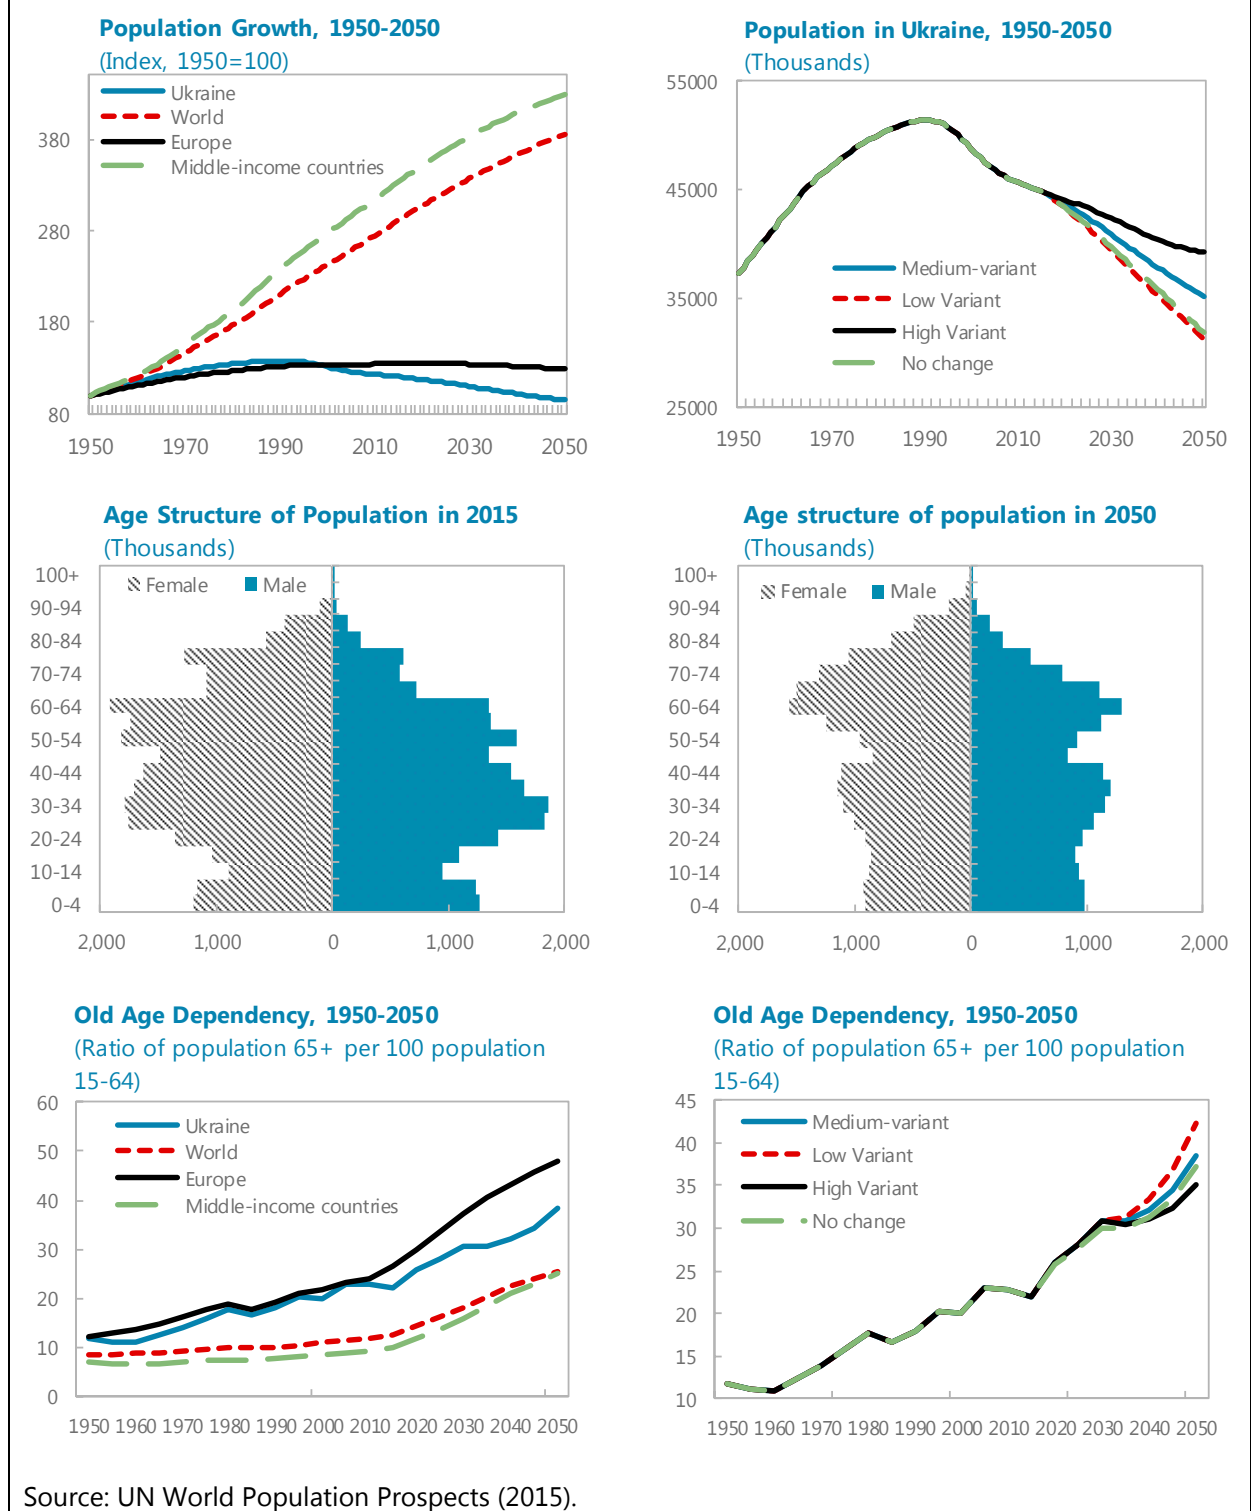 Population Growth, 1950-2050
(Index, 1950=100)
Ukraine
World
Europe
Middle-income countries
380
280
180
80
1950 1970 1990 2010 2030 2050
Population in Ukraine, 1950-2050
(Thousands)
55000
45000
35000
25000
Medium-variant
Low Variant
High Variant
No change
1950 1970 1990 2010 2030 2050
Age Structure of Population in 2015
(Thousands)
Female Male
100+
90-94
80-84
70-74
60-64
50-54
40-44
30-34
20-24
10-14
0-4
2,000 1,000 0 1,000 2,000
Age structure of population in 2050
(Thousands)
Female Male
100+
90-94
80-84
70-74
60-64
50-54
40-44
30-34
20-24
10-14
0-4
2,000 1,000 0 1,000 2,000
Old Age Dependency, 1950-2050
(Ratio of population 65+ per 100 population
15-64)
60
50
40
30
20
10
0
Ukraine
World
Europe
Middle-income countries
1950 1960 1970 1980 1990 2000 2010 2020 2030 2040 2050
Old Age Dependency, 1950-2050
(Ratio of population 65+ per 100 population
15-64)
45
40
35
30
25
20
15
10
Medium-variant
Low Variant
High Variant
No change
1950 1960 1970 1980 1990 2000 2010 2020 2030 2040 2050
Source: UN World Population Prospects (2015).